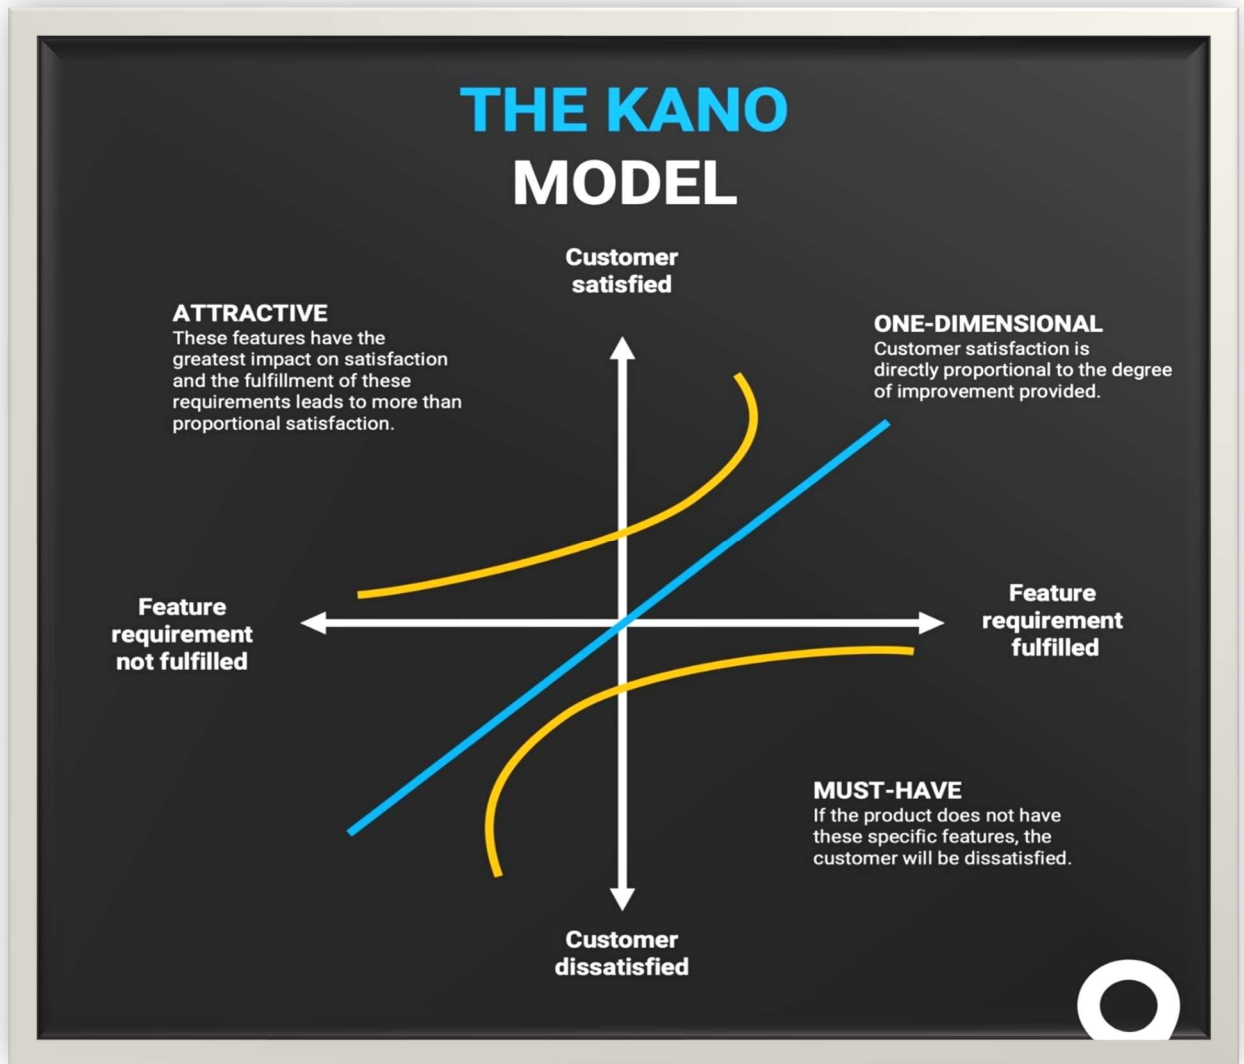 THE KANO
MODEL
Customer
satisfied
ATTRACTIVE
These features have the
greatest impact on satisfaction
and the fulfillment of these
requirements leads to more than
proportional satisfaction.
ONE-DIMENSIONAL
Customer satisfaction is
directly proportional to the degree
of improvement provided.
Feature
requirement
not fulfilled
Feature
requirement
fulfilled
MUST-HAVE
If the product does not have
these specific features, the
customer will be dissatisfied.
Customer
dissatisfied